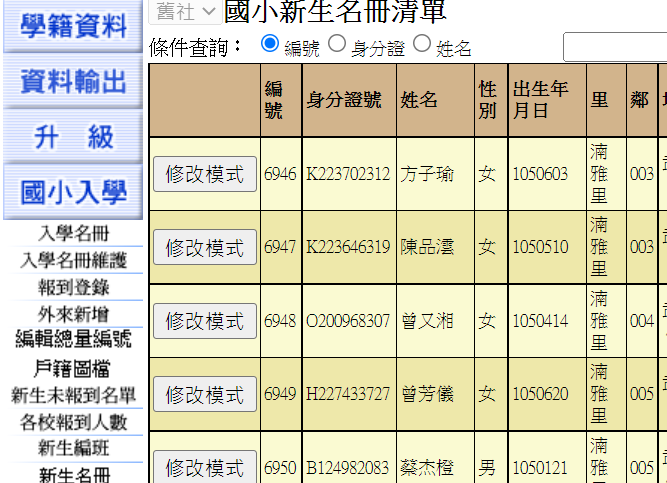 學籍資料
資料輸出
升 級
國小入學
入學名冊
入學名冊維護
報到登錄
外來新增
編輯總量編號
戶籍圖檔
新生未報到名單
各校報到人數
新生編班
新生名冊
舊社 國小新生名冊清單
條件查詢： 編號 身分證 姓名
編號 身分證號 姓名 性別 出生年月日 里 鄰
修改模式 6946 K223702312 方子瑜 女 1050603 湳雅里 003
修改模式 6947 K223646319 陳品澐 女 1050510 湳雅里 003
修改模式 6948 O200968307 曾又湘 女 1050414 湳雅里 004
修改模式 6949 H227433727 曾芳儀 女 1050620 湳雅里 005
修改模式 6950 B124982083 蔡杰橙 男 1050121 湳雅里 005